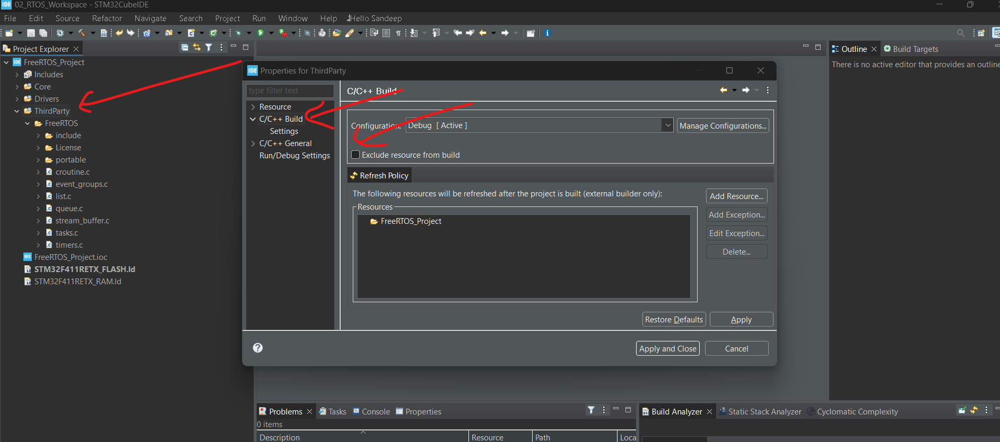 IDE 02_RTOS_Workspace - STM32CubeIDE
File Edit Source Refactor Navigate Search Project Run Window Help Hello Sandeep
Project Explorer
IDE FreeRTOS_Project
Includes
Core
Drivers
ThirdParty
FreeRTOS
include
License
portable
croutine.c
event_groups.c
list.c
queue.c
stream_buffer.c
tasks.c
timers.c
MX FreeRTOS_Project.ioc
STM32F411RETX_FLASH.ld
STM32F411RETX_RAM.ld
IDE Properties for ThirdParty
type filter text
Resource
C/C++ Build
Settings
C/C++ General
Run/Debug Settings
C/C++ Build
Configuration: Debug [ Active ] Manage Configurations...
Exclude resource from build
Refresh Policy
The following resources will be refreshed after the project is built (external builder only):
Resources
FreeRTOS_Project
Add Resource...
Add Exception...
Edit Exception...
Delete...
Restore Defaults Apply
Apply and Close Cancel
Outline Build Targets
There is no active editor that provides an outline
Problems Tasks Console Properties
0 items
Description Resource Path Loca
Build Analyzer Static Stack Analyzer Cyclomatic Complexity